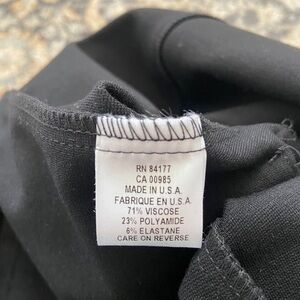 RN 84177
CA 00985
MADE IN U.S.A.
FABRIQUE EN U.S.A.
71% VISCOSE
23% POLYAMIDE
6% ELASTANE
CARE ON REVERSE